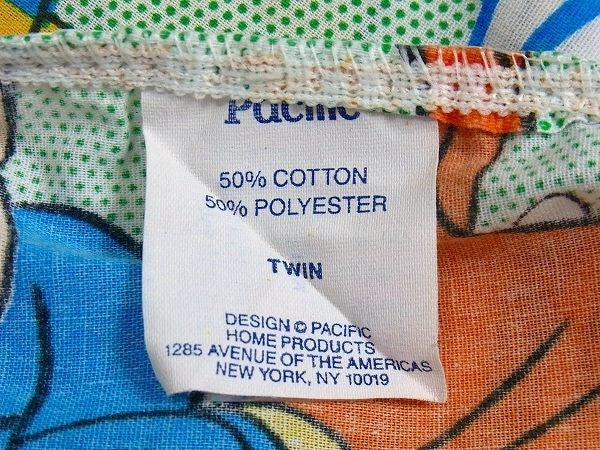 Pacific
50% COTTON
50% POLYESTER
TWIN
DESIGN © PACIFIC
HOME PRODUCTS
1285 AVENUE OF THE AMERICAS
NEW YORK, NY 10019